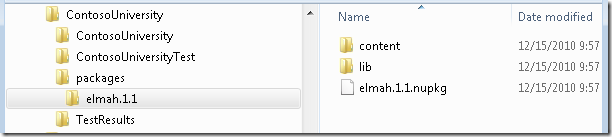 ContosoUniversity
ContosoUniversity
ContosoUniversityTest
packages
elmah.1.1
TestResults
Name Date modified
content 12/15/2010 9:57
lib 12/15/2010 9:57
elmah.1.1.nupkg 12/15/2010 9:57